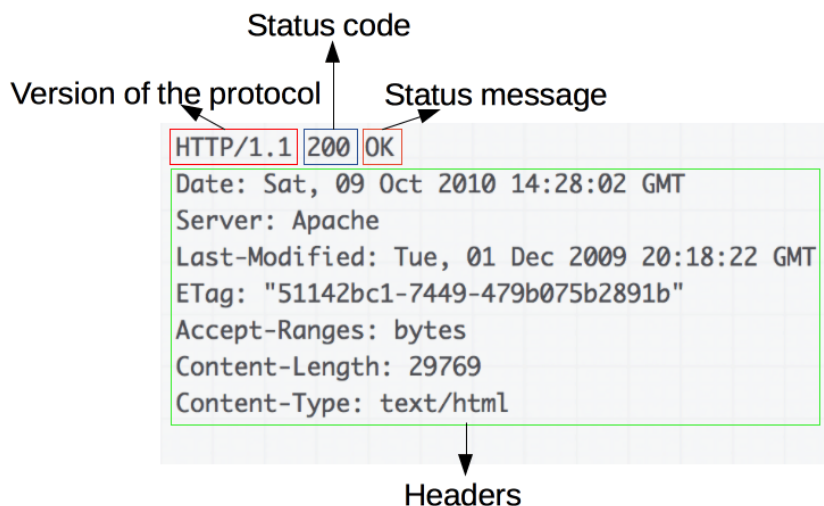 Status code
Version of the protocol
Status message
HTTP/1.1 200 OK
Date: Sat, 09 Oct 2010 14:28:02 GMT
Server: Apache
Last-Modified: Tue, 01 Dec 2009 20:18:22 GMT
ETag: "51142bc1-7449-479b075b2891b"
Accept-Ranges: bytes
Content-Length: 29769
Content-Type: text/html
Headers